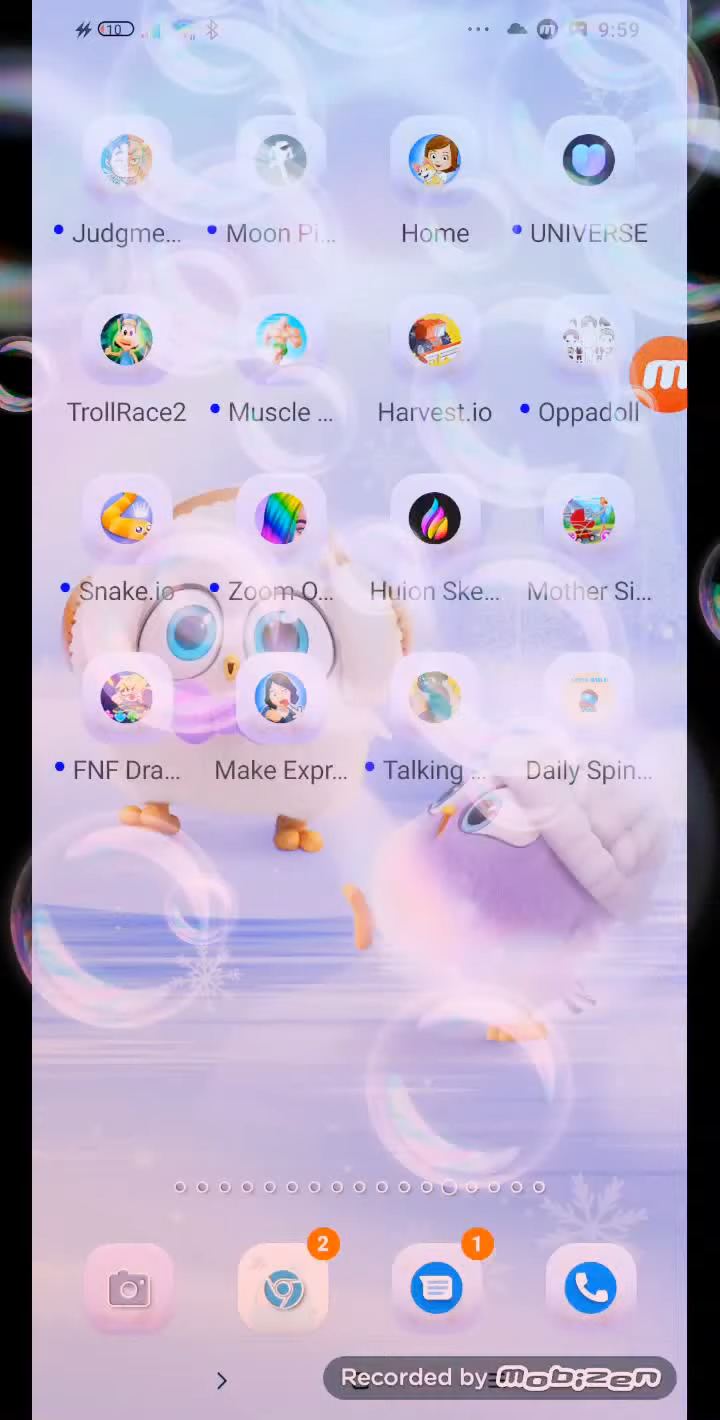 10 9:59
Judgme... Moon Pi... Home UNIVERSE
TrollRace2 Muscle ... Harvest.io Oppadoll
Snake.io Zoom O... Huion Ske... Mother Si...
FNF Dra... Make Expr... Talking ... Daily Spin...
2 1
Recorded by mobizen